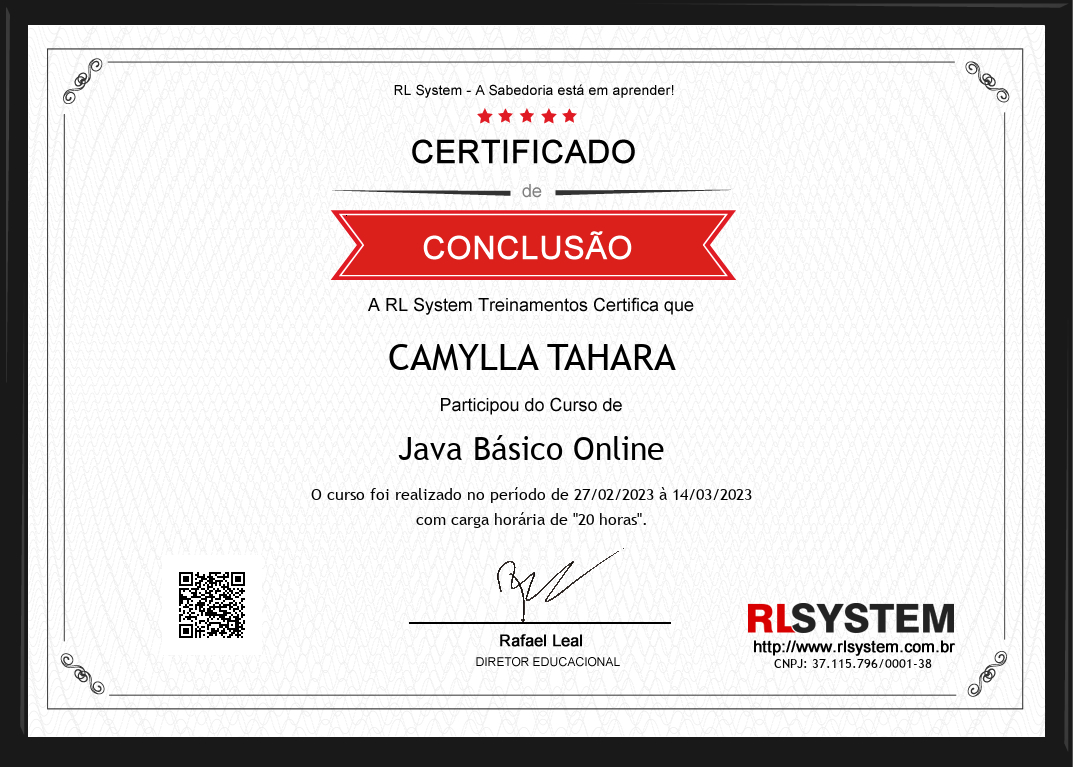 RL System - A Sabedoria está em aprender!
CERTIFICADO
de
CONCLUSÃO
A RL System Treinamentos Certifica que
CAMYLLA TAHARA
Participou do Curso de
Java Básico Online
O curso foi realizado no período de 27/02/2023 à 14/03/2023
com carga horária de "20 horas".
Rafael Leal
DIRETOR EDUCACIONAL
RLSYSTEM
http://www.rlsystem.com.br
CNPJ: 37.115.796/0001-38